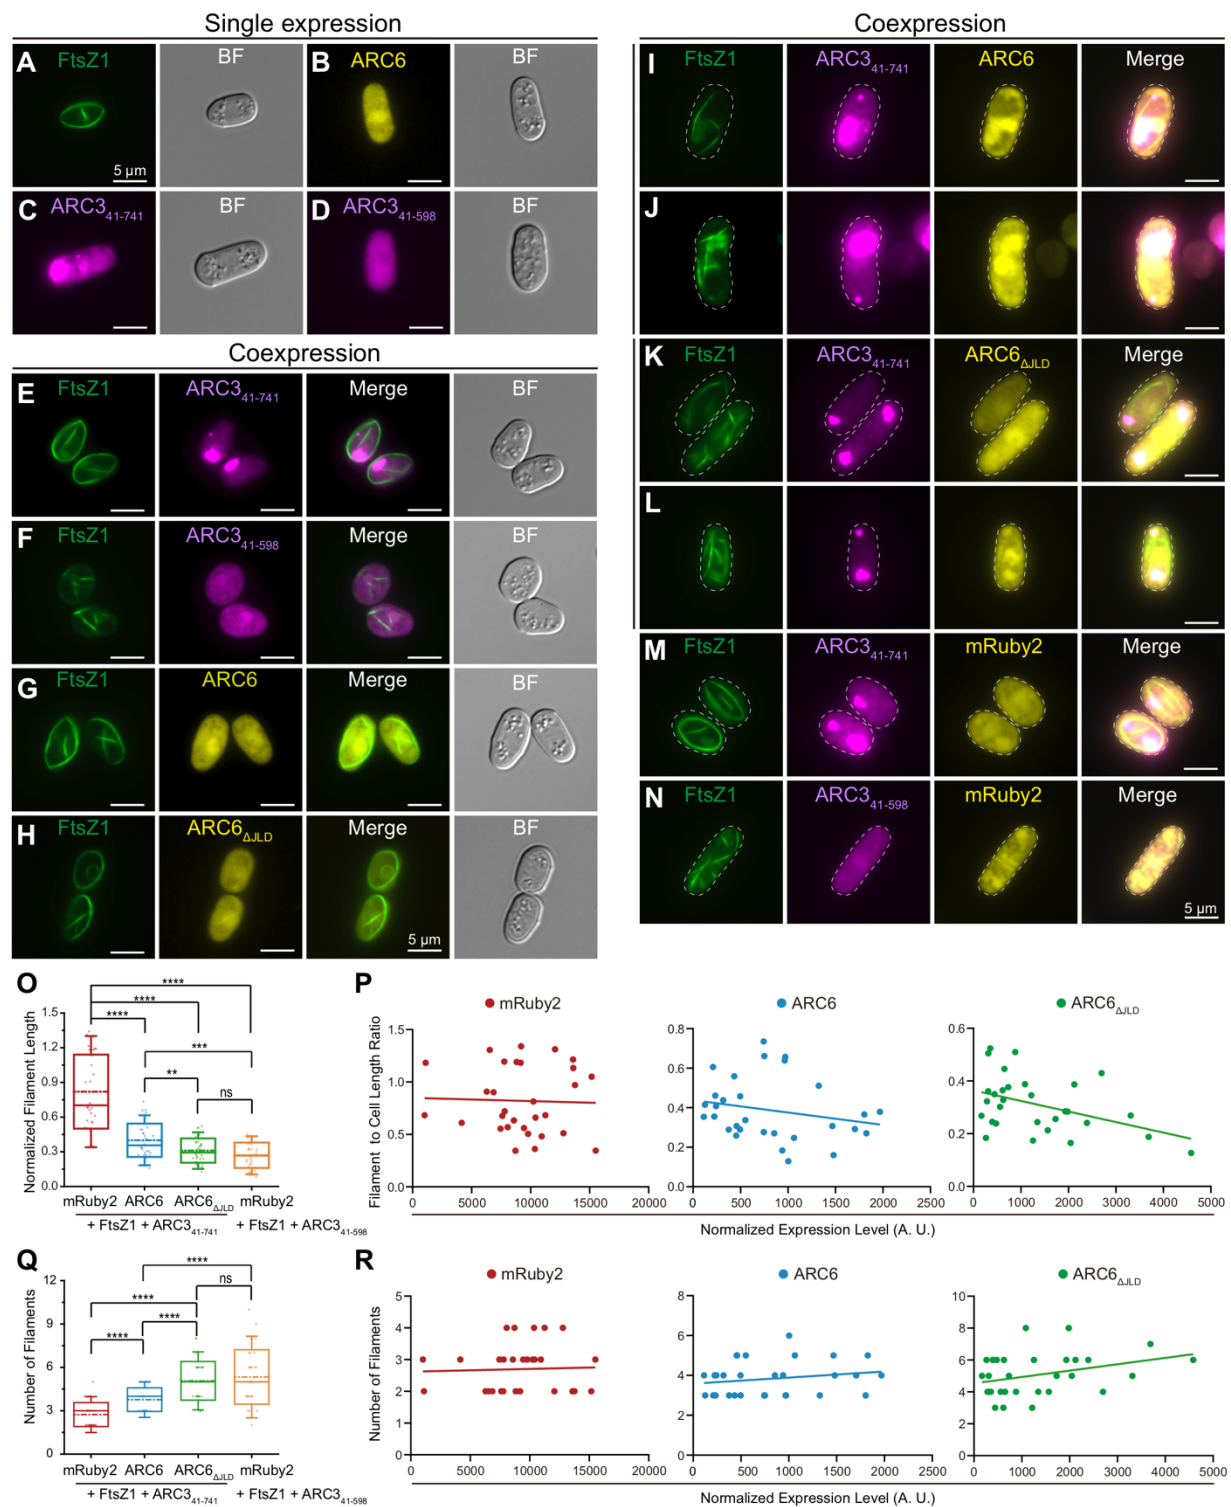 Single expression
Coexpression
A FtsZ1 BF B ARC6 BF
5 µm
C ARC3₄₁₋₇₄₁ BF D ARC3₄₁₋₅₉₈ BF
Coexpression
E FtsZ1 ARC3₄₁₋₇₄₁ Merge BF
F FtsZ1 ARC3₄₁₋₅₉₈ Merge BF
G FtsZ1 ARC6 Merge BF
H FtsZ1 ARC6ΔJLD Merge BF
5 µm
I FtsZ1 ARC3₄₁₋₇₄₁ ARC6 Merge
J
K FtsZ1 ARC3₄₁₋₇₄₁ ARC6ΔJLD Merge
L
M FtsZ1 ARC3₄₁₋₇₄₁ mRuby2 Merge
N FtsZ1 ARC3₄₁₋₅₉₈ mRuby2 Merge
5 µm
O
Normalized Filament Length
1.5
1.2
0.9
0.6
0.3
0.0
****
****
****
***
**
ns
mRuby2 ARC6 ARC6ΔJLD mRuby2
+ FtsZ1 + ARC3₄₁₋₇₄₁ + FtsZ1 + ARC3₄₁₋₅₉₈
P
Filament to Cell Length Ratio
mRuby2
1.5
1.0
0.5
0.0
0 5000 10000 15000 20000
ARC6
0.8
0.6
0.4
0.2
0.0
0 500 1000 1500 2000 2500
ARC6ΔJLD
0.6
0.4
0.2
0.0
0 1000 2000 3000 4000 5000
Normalized Expression Level (A. U.)
Q
Number of Filaments
12
9
6
3
0
****
ns
****
****
****
mRuby2 ARC6 ARC6ΔJLD mRuby2
+ FtsZ1 + ARC3₄₁₋₇₄₁ + FtsZ1 + ARC3₄₁₋₅₉₈
R
Number of Filaments
mRuby2
5
4
3
2
1
0
0 5000 10000 15000 20000
ARC6
8
6
4
2
0
0 500 1000 1500 2000 2500
ARC6ΔJLD
10
8
6
4
2
0
0 1000 2000 3000 4000 5000
Normalized Expression Level (A. U.)